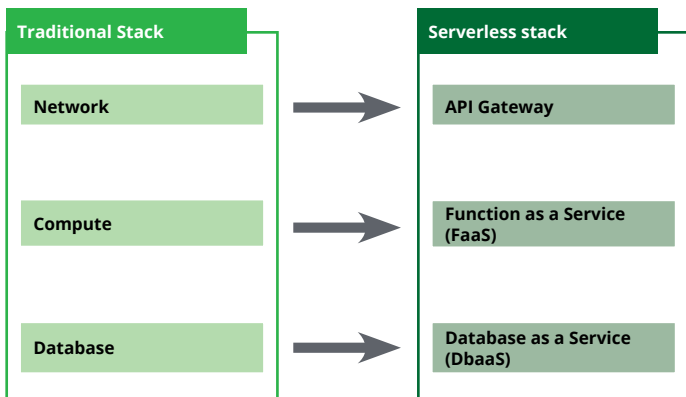 Traditional Stack
Serverless stack
Network
API Gateway
Compute
Function as a Service
(FaaS)
Database
Database as a Service
(DbaaS)